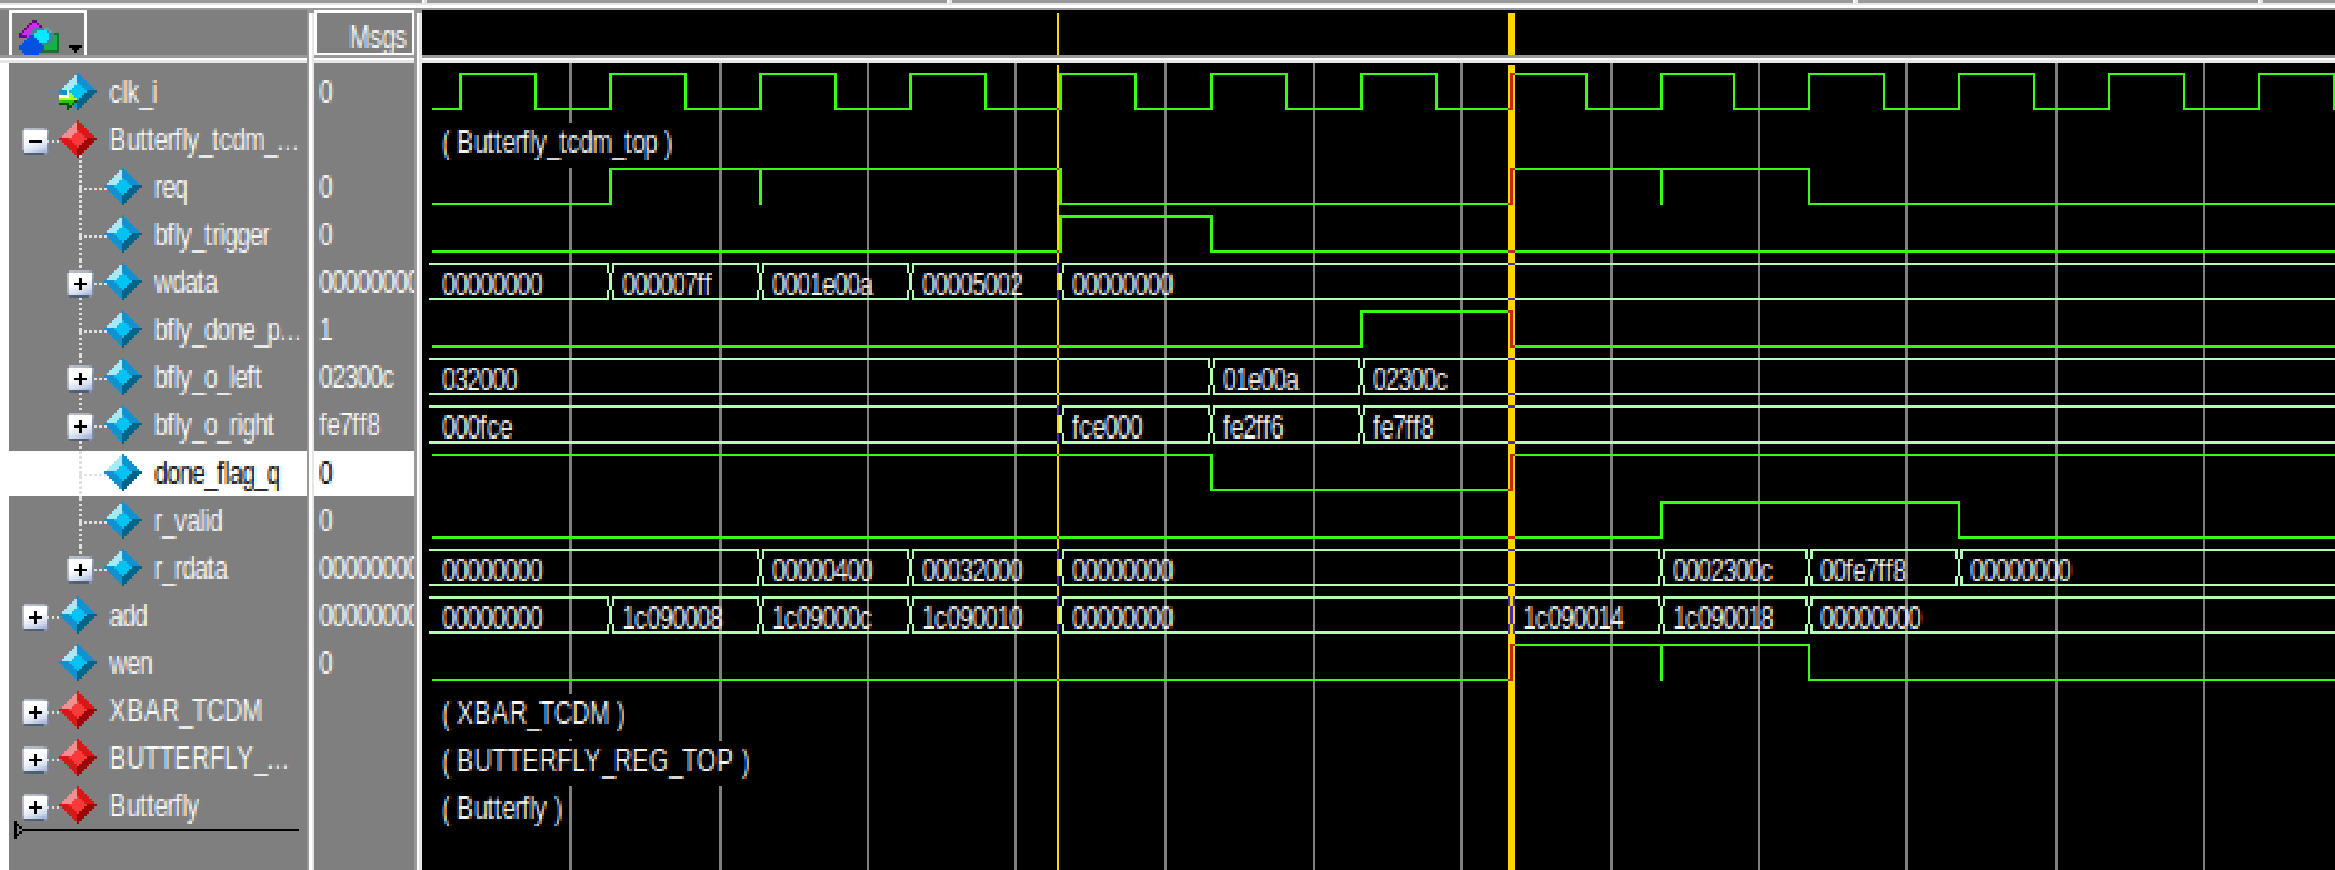 Msgs
clk_i 0
Butterfly_tcdm_... ( Butterfly_tcdm_top )
req 0
bfly_trigger 0
wdata 00000000 00000000 000007ff 0001e00a 00005002 00000000
bfly_done_p... 1
bfly_o_left 02300c 032000 01e00a 02300c
bfly_o_right fe7ff8 000fce fce000 fe2ff6 fe7ff8
done_flag_q 0
r_valid 0
r_rdata 00000000 00000000 00000400 00032000 00000000 0002300c 00fe7ff8 00000000
add 00000000 00000000 1c090008 1c09000c 1c090010 00000000 1c090014 1c090018 00000000
wen 0
XBAR_TCDM ( XBAR_TCDM )
BUTTERFLY_... ( BUTTERFLY_REG_TOP )
Butterfly ( Butterfly )